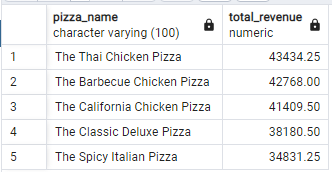 pizza_name total_revenue
character varying (100) numeric
1 The Thai Chicken Pizza 43434.25
2 The Barbecue Chicken Pizza 42768.00
3 The California Chicken Pizza 41409.50
4 The Classic Deluxe Pizza 38180.50
5 The Spicy Italian Pizza 34831.25